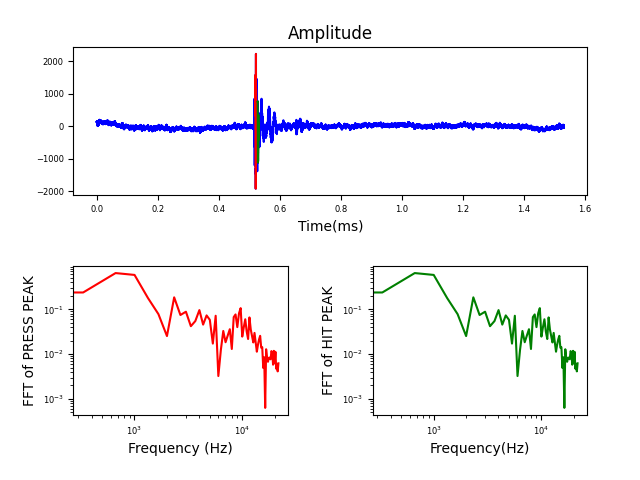 Amplitude
2000
1000
0
−1000
−2000
0.0 0.2 0.4 0.6 0.8 1.0 1.2 1.4 1.6
Time(ms)
FFT of PRESS PEAK
10⁻¹
10⁻²
10⁻³
10³ 10⁴
Frequency (Hz)
FFT of HIT PEAK
10⁻¹
10⁻²
10⁻³
10³ 10⁴
Frequency(Hz)